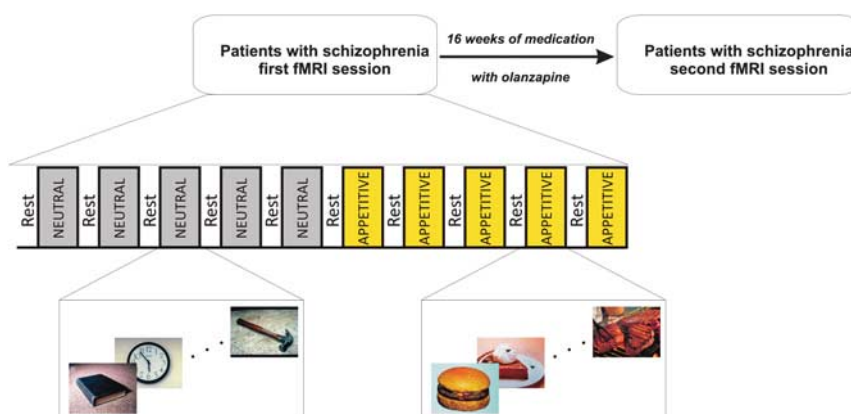 Patients with schizophrenia
first fMRI session
16 weeks of medication
with olanzapine
Patients with schizophrenia
second fMRI session
Rest
NEUTRAL
Rest
NEUTRAL
Rest
NEUTRAL
Rest
NEUTRAL
Rest
NEUTRAL
Rest
APPETITIVE
Rest
APPETITIVE
Rest
APPETITIVE
Rest
APPETITIVE
Rest
APPETITIVE